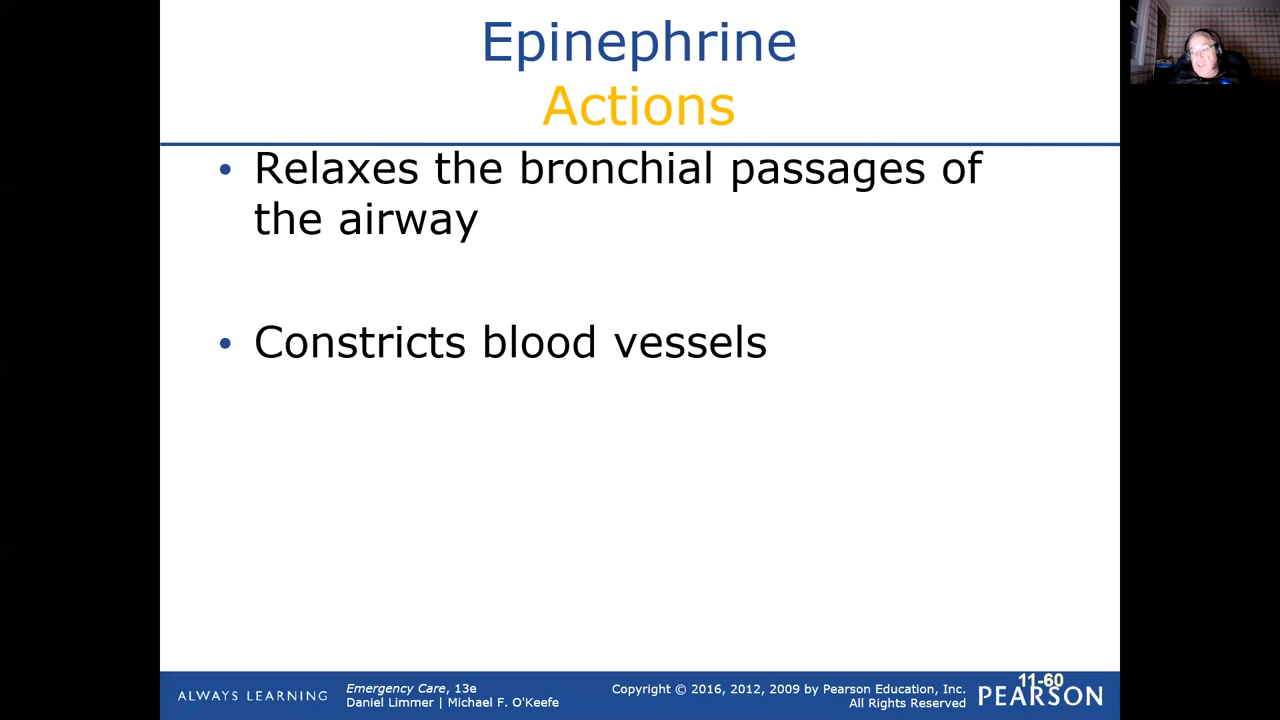 Epinephrine
Actions
• Relaxes the bronchial passages of
the airway
• Constricts blood vessels
ALWAYS LEARNING
Emergency Care, 13e
Daniel Limmer | Michael F. O'Keefe
Copyright © 2016, 2012, 2009 by Pearson Education, Inc.
All Rights Reserved
11-60
PEARSON